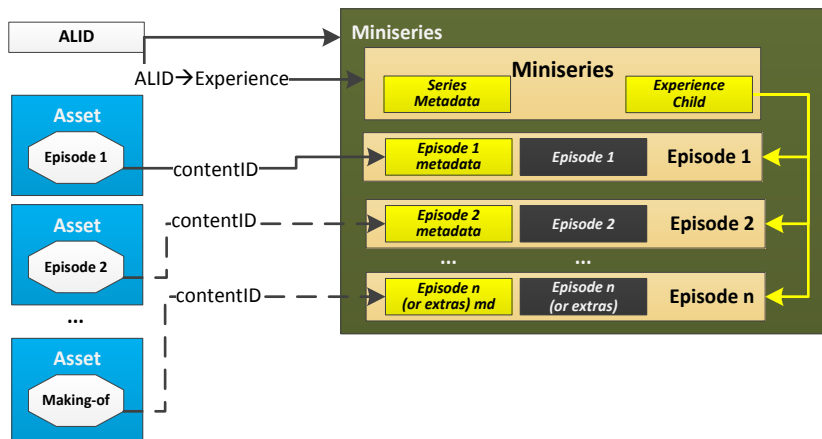 ALID
ALID→Experience
Asset
Episode 1
contentID
Asset
Episode 2
contentID
...
contentID
Asset
Making-of
Miniseries
Miniseries
Series
Metadata
Experience
Child
Episode 1
metadata
Episode 1
Episode 1
Episode 2
metadata
Episode 2
Episode 2
...
...
Episode n
(or extras) md
Episode n
(or extras)
Episode n